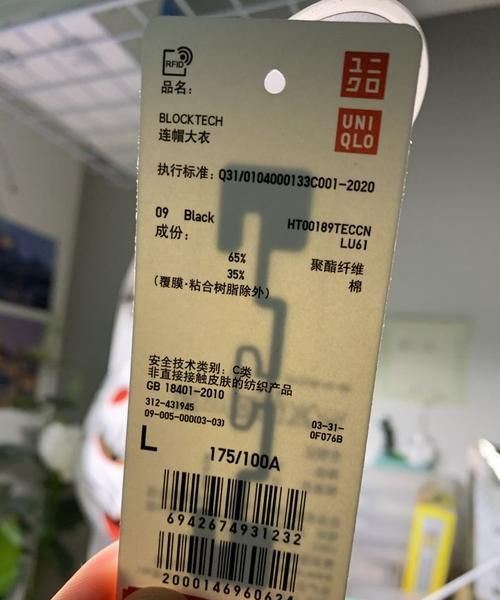 RFID
品名:
ユニ
クロ
UNI
QLO
BLOCKTECH
连帽大衣
执行标准: Q31/0104000133C001-2020
09 Black
HT00189TECCN
LU61
成份:
65% 聚酯纤维
35% 棉
(覆膜·粘合树脂除外)
安全技术类别: C类
非直接接触皮肤的纺织产品
GB 18401-2010
312-431945
09-005-000(03-03)
03-31-
0F076B
L
175/100A
6942674931232
2000146960624